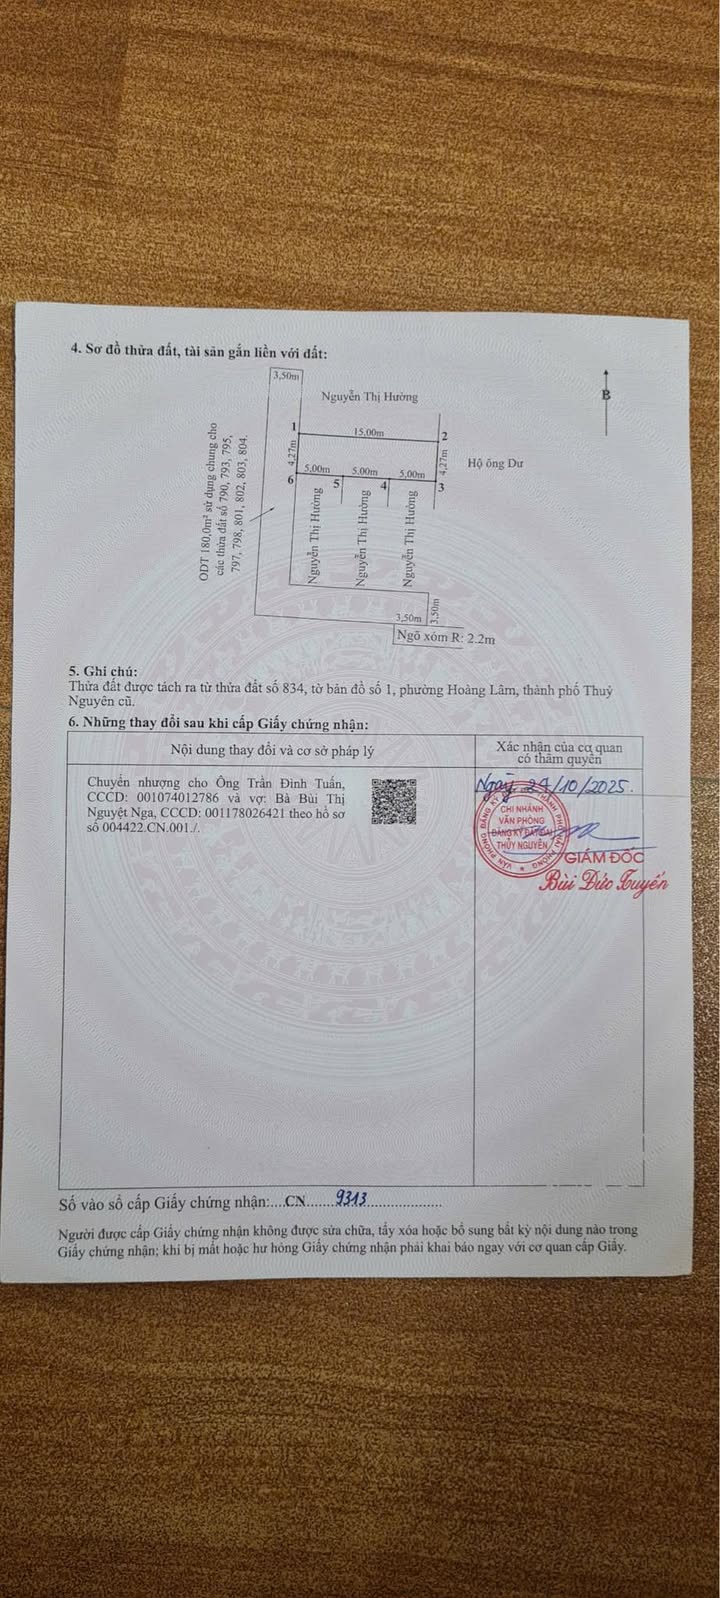 4. Sơ đồ thửa đất, tài sản gắn liền với đất:
3,50m
Nguyễn Thị Hường
B
1
15,00m
2
4,27m
4,27m
Hộ ông Dư
5,00m
5,00m
5,00m
6
5
4
3
ODT 180,0m² sử dụng chung cho
các thửa đất số 790, 793, 795,
797, 798, 801, 802, 803, 804.
Nguyễn Thị Hường
Nguyễn Thị Hường
Nguyễn Thị Hường
3,50m
3,50m
Ngõ xóm R: 2.2m
5. Ghi chú:
Thửa đất được tách ra từ thửa đất số 834, tờ bản đồ số 1, phường Hoàng Lâm, thành phố Thuỷ
Nguyên cũ.
6. Những thay đổi sau khi cấp Giấy chứng nhận:
Nội dung thay đổi và cơ sở pháp lý
Xác nhận của cơ quan
có thẩm quyền
Chuyển nhượng cho Ông Trần Đình Tuấn,
CCCD: 001074012786 và vợ: Bà Bùi Thị
Nguyệt Nga, CCCD: 001178026421 theo hồ sơ
số 004422.CN.001./.
Ngày 24/10/2025.
CHI NHÁNH
VĂN PHÒNG
ĐĂNG KÝ ĐẤT ĐAI
THỦY NGUYÊN
GIÁM ĐỐC
Bùi Đức Tuyến
Số vào sổ cấp Giấy chứng nhận:....CN.......9313....................
Người được cấp Giấy chứng nhận không được sửa chữa, tẩy xóa hoặc bổ sung bất kỳ nội dung nào trong
Giấy chứng nhận; khi bị mất hoặc hư hỏng Giấy chứng nhận phải khai báo ngay với cơ quan cấp Giấy.